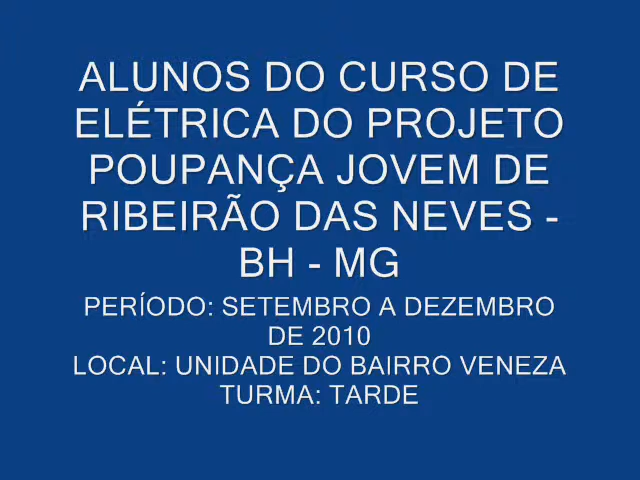 ALUNOS DO CURSO DE
ELÉTRICA DO PROJETO
POUPANÇA JOVEM DE
RIBEIRÃO DAS NEVES -
BH - MG
PERÍODO: SETEMBRO A DEZEMBRO
DE 2010
LOCAL: UNIDADE DO BAIRRO VENEZA
TURMA: TARDE